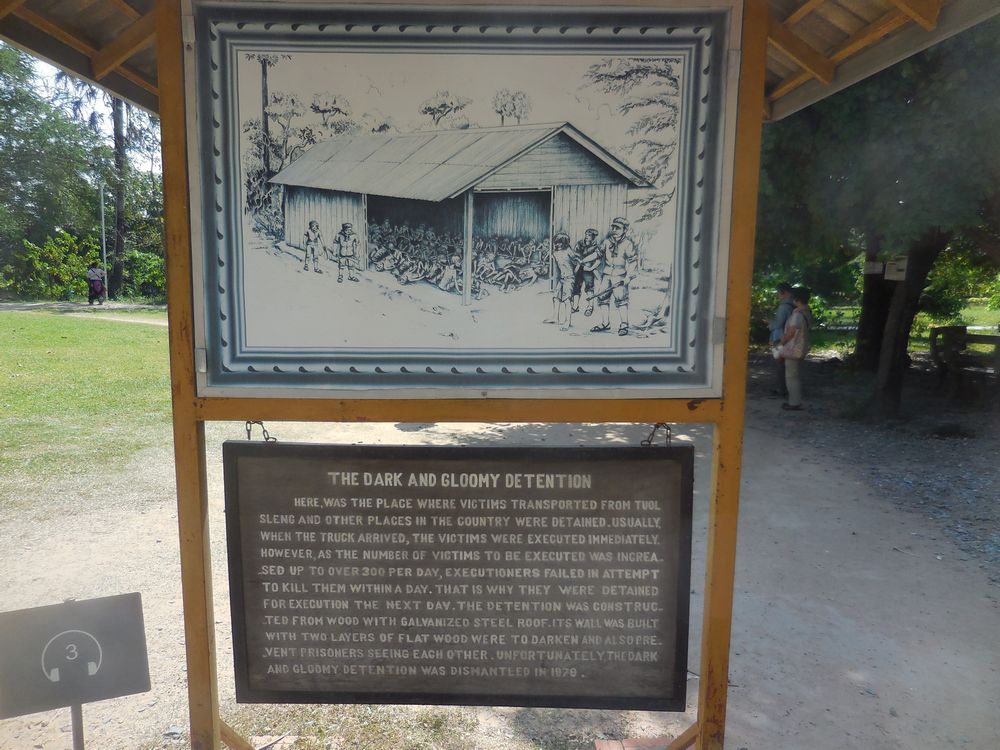 THE DARK AND GLOOMY DETENTION
HERE, WAS THE PLACE WHERE VICTIMS TRANSPORTED FROM TUOL
SLENG AND OTHER PLACES IN THE COUNTRY WERE DETAINED. USUALLY,
WHEN THE TRUCK ARRIVED, THE VICTIMS WERE EXECUTED IMMEDIATELY.
HOWEVER, AS THE NUMBER OF VICTIMS TO BE EXECUTED WAS INCREA.
.SED UP TO OVER 300 PER DAY, EXECUTIONERS FAILED IN ATTEMPT
TO KILL THEM WITHIN A DAY. THAT IS WHY THEY WERE DETAINED
FOR EXECUTION THE NEXT DAY. THE DETENTION WAS CONSTRUC.
.TED FROM WOOD WITH GALVANIZED STEEL ROOF. ITS WALL WAS BUILT
WITH TWO LAYERS OF FLAT WOOD WERE TO DARKEN AND ALSO PRE.
.VENT PRISONERS SEEING EACH OTHER. UNFORTUNATELY, THE DARK
AND GLOOMY DETENTION WAS DISMANTLED IN 1979.
3